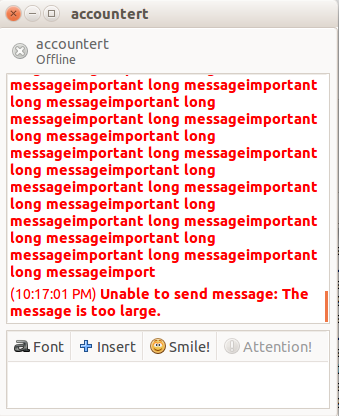 accountert
accountert
Offline
messageimportant long messageimportant
long messageimportant long
messageimportant long messageimportant
long messageimportant long
messageimportant long messageimportant
long messageimportant long
messageimportant long messageimportant
long messageimportant long
messageimportant long messageimportant
long messageimportant long
messageimportant long messageimportant
long messageimport
(10:17:01 PM) Unable to send message: The
message is too large.
Font Insert Smile! Attention!